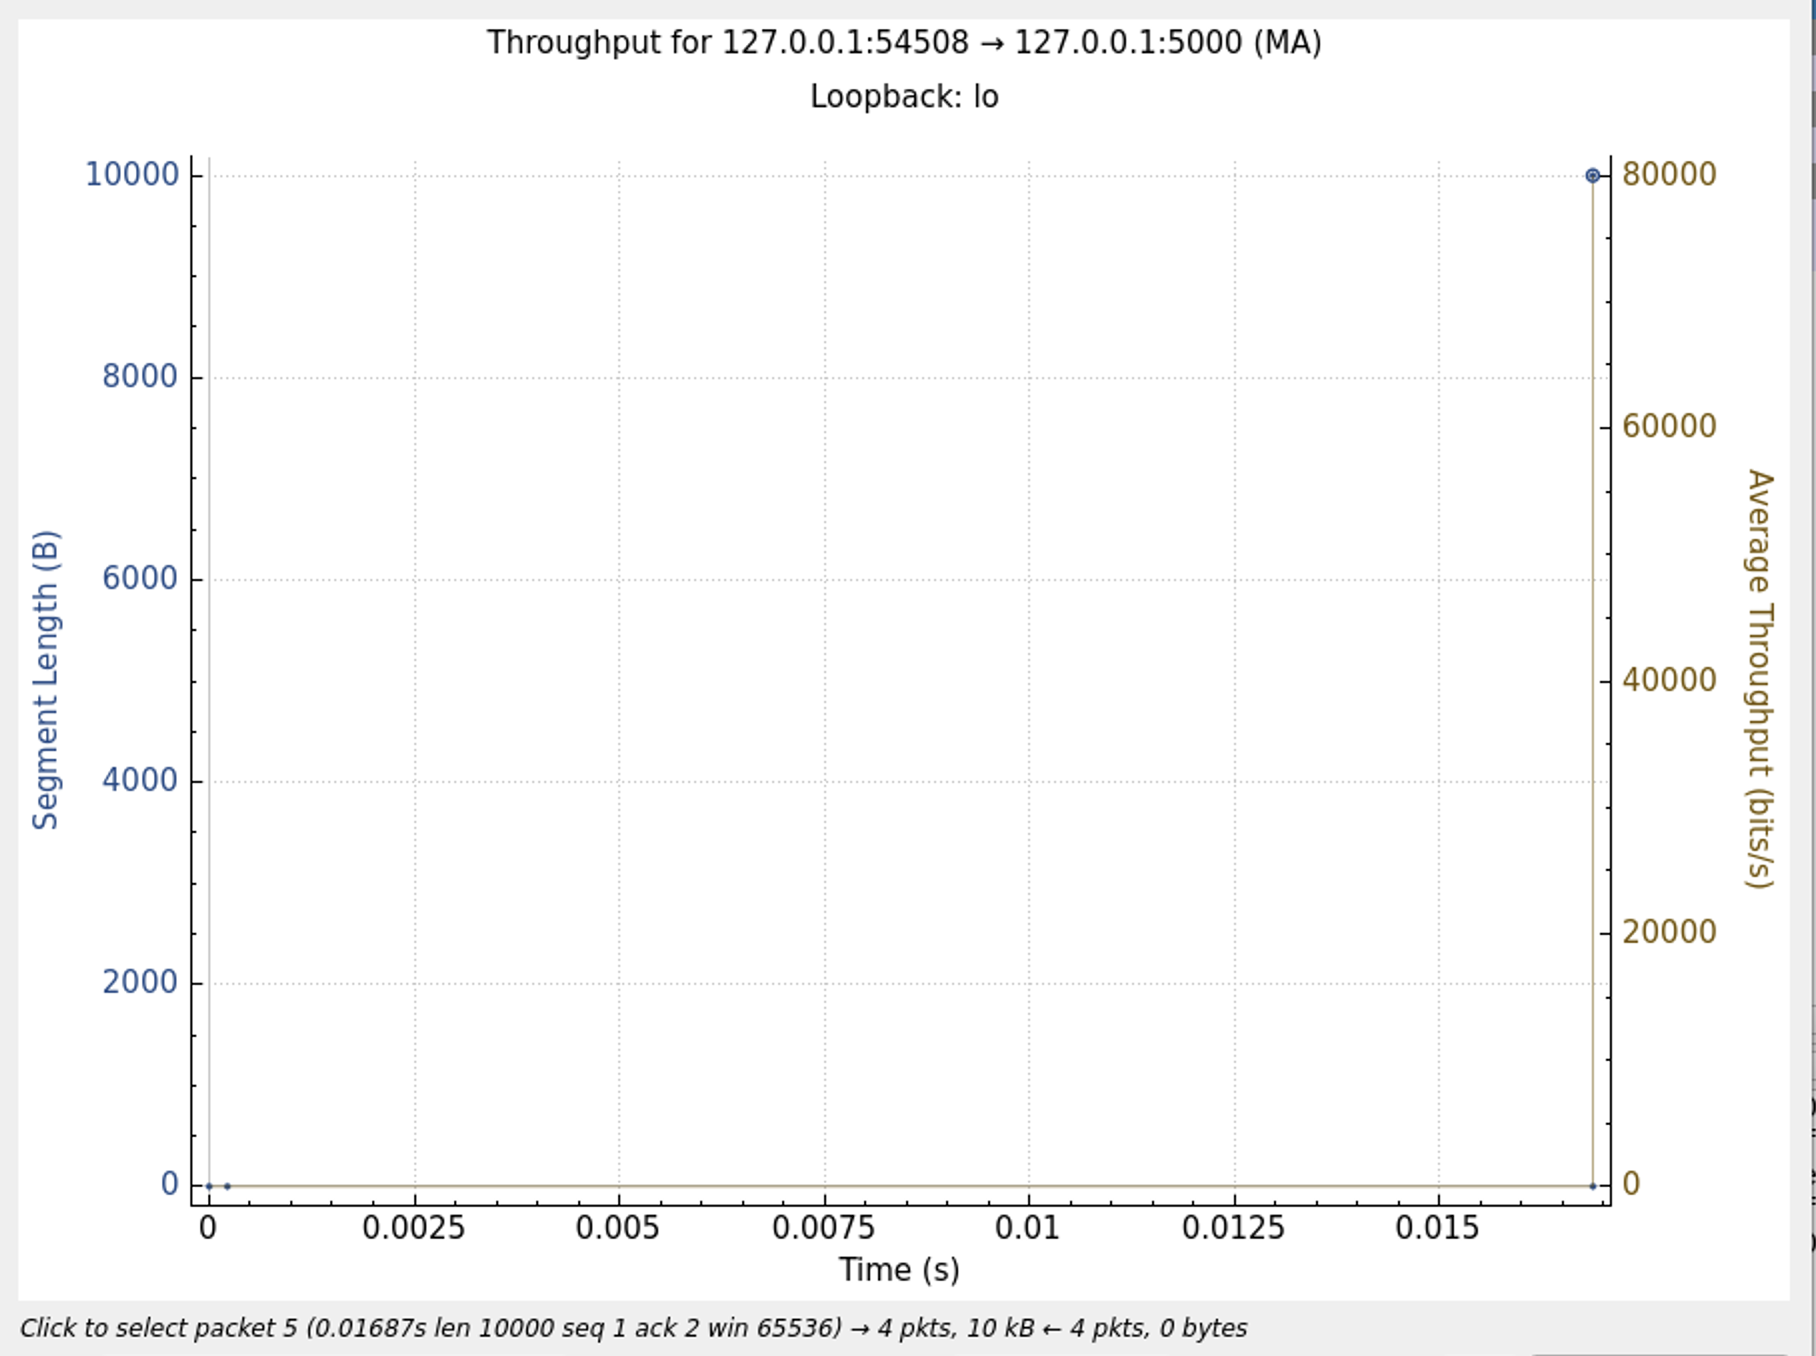 Throughput for 127.0.0.1:54508 → 127.0.0.1:5000 (MA)
Loopback: lo
Segment Length (B)
10000
8000
6000
4000
2000
0
80000
60000
40000
20000
0
Average Throughput (bits/s)
0 0.0025 0.005 0.0075 0.01 0.0125 0.015
Time (s)
Click to select packet 5 (0.01687s len 10000 seq 1 ack 2 win 65536) → 4 pkts, 10 kB ← 4 pkts, 0 bytes